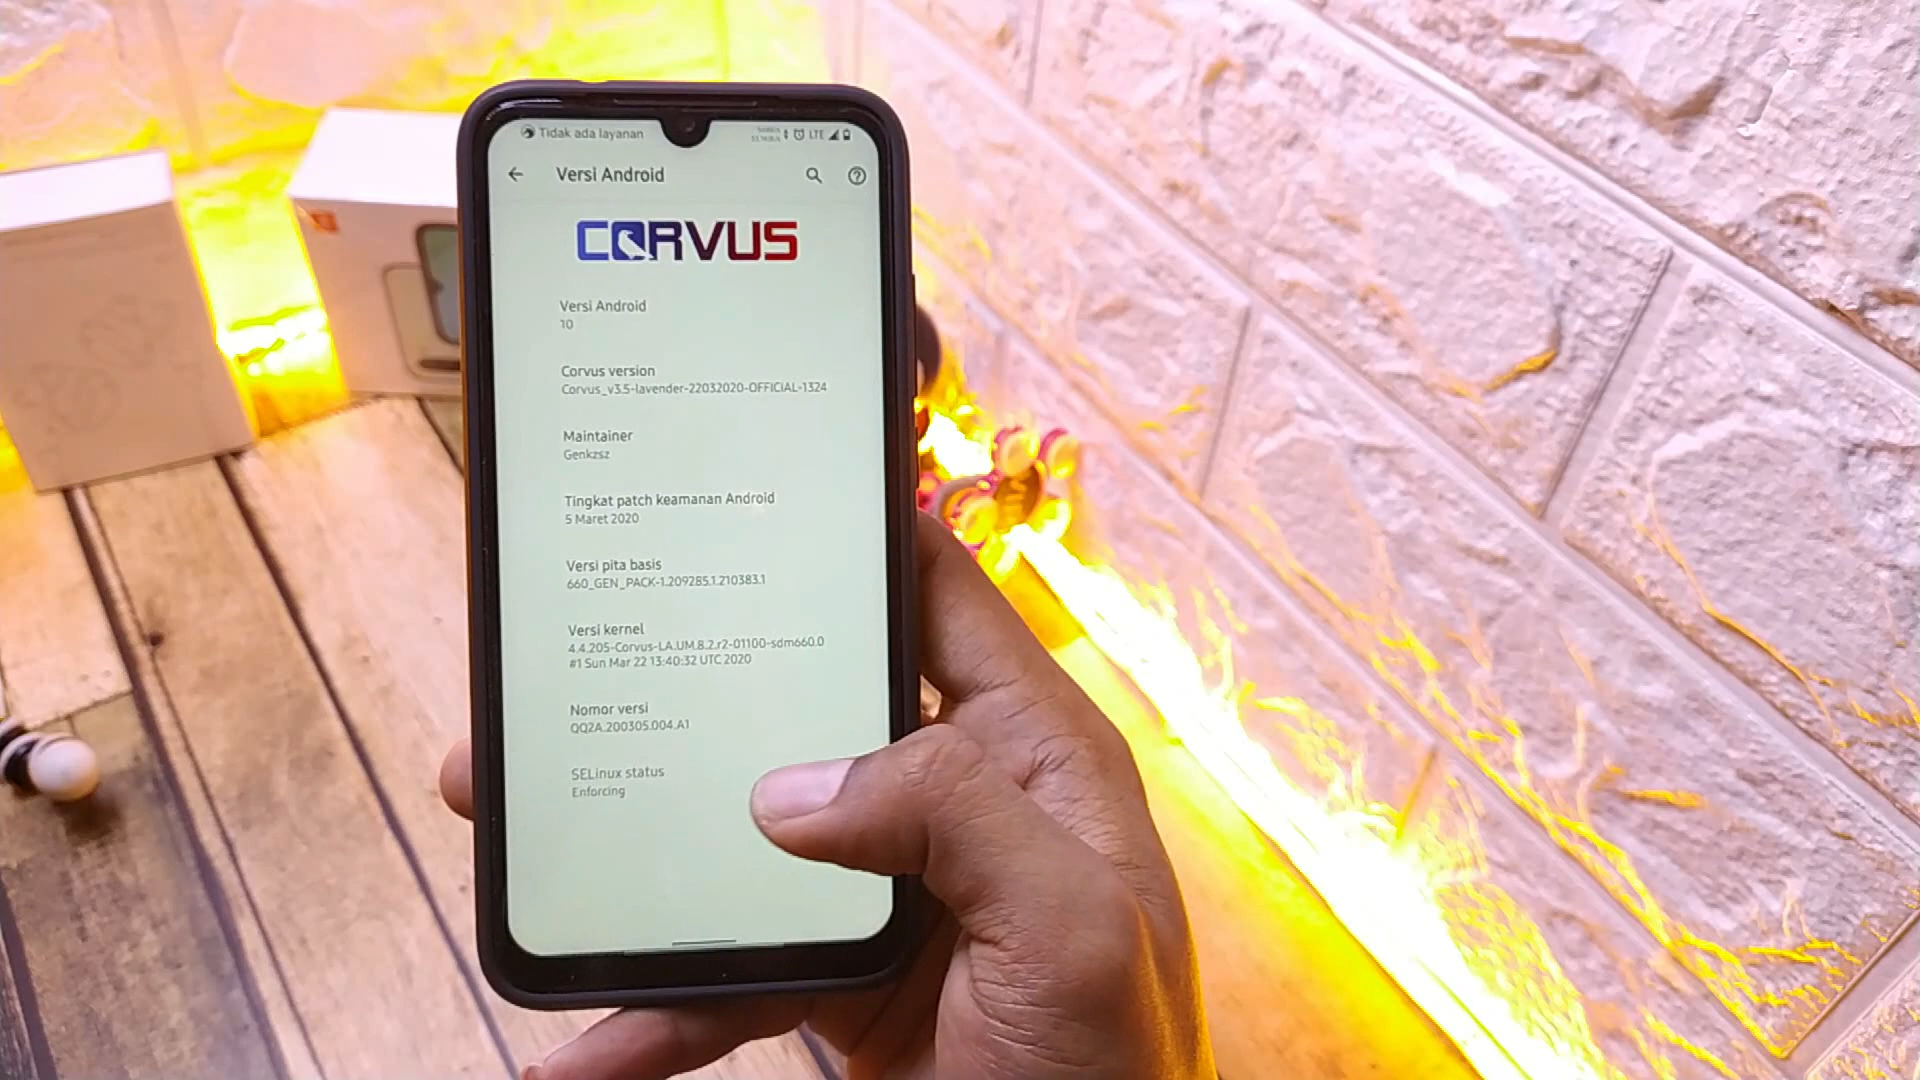 Tidak ada layanan
LTE
Versi Android
CORVUS
Versi Android
10
Corvus version
Corvus_v3.5-lavender-22032020-OFFICIAL-1324
Maintainer
Genkzsz
Tingkat patch keamanan Android
5 Maret 2020
Versi pita basis
660_GEN_PACK-1.209285.1.210383.1
Versi kernel
4.4.205-Corvus-LA.UM.8.2.r2-01100-sdm660.0
#1 Sun Mar 22 13:40:32 UTC 2020
Nomor versi
QQ2A.200305.004.A1
SELinux status
Enforcing